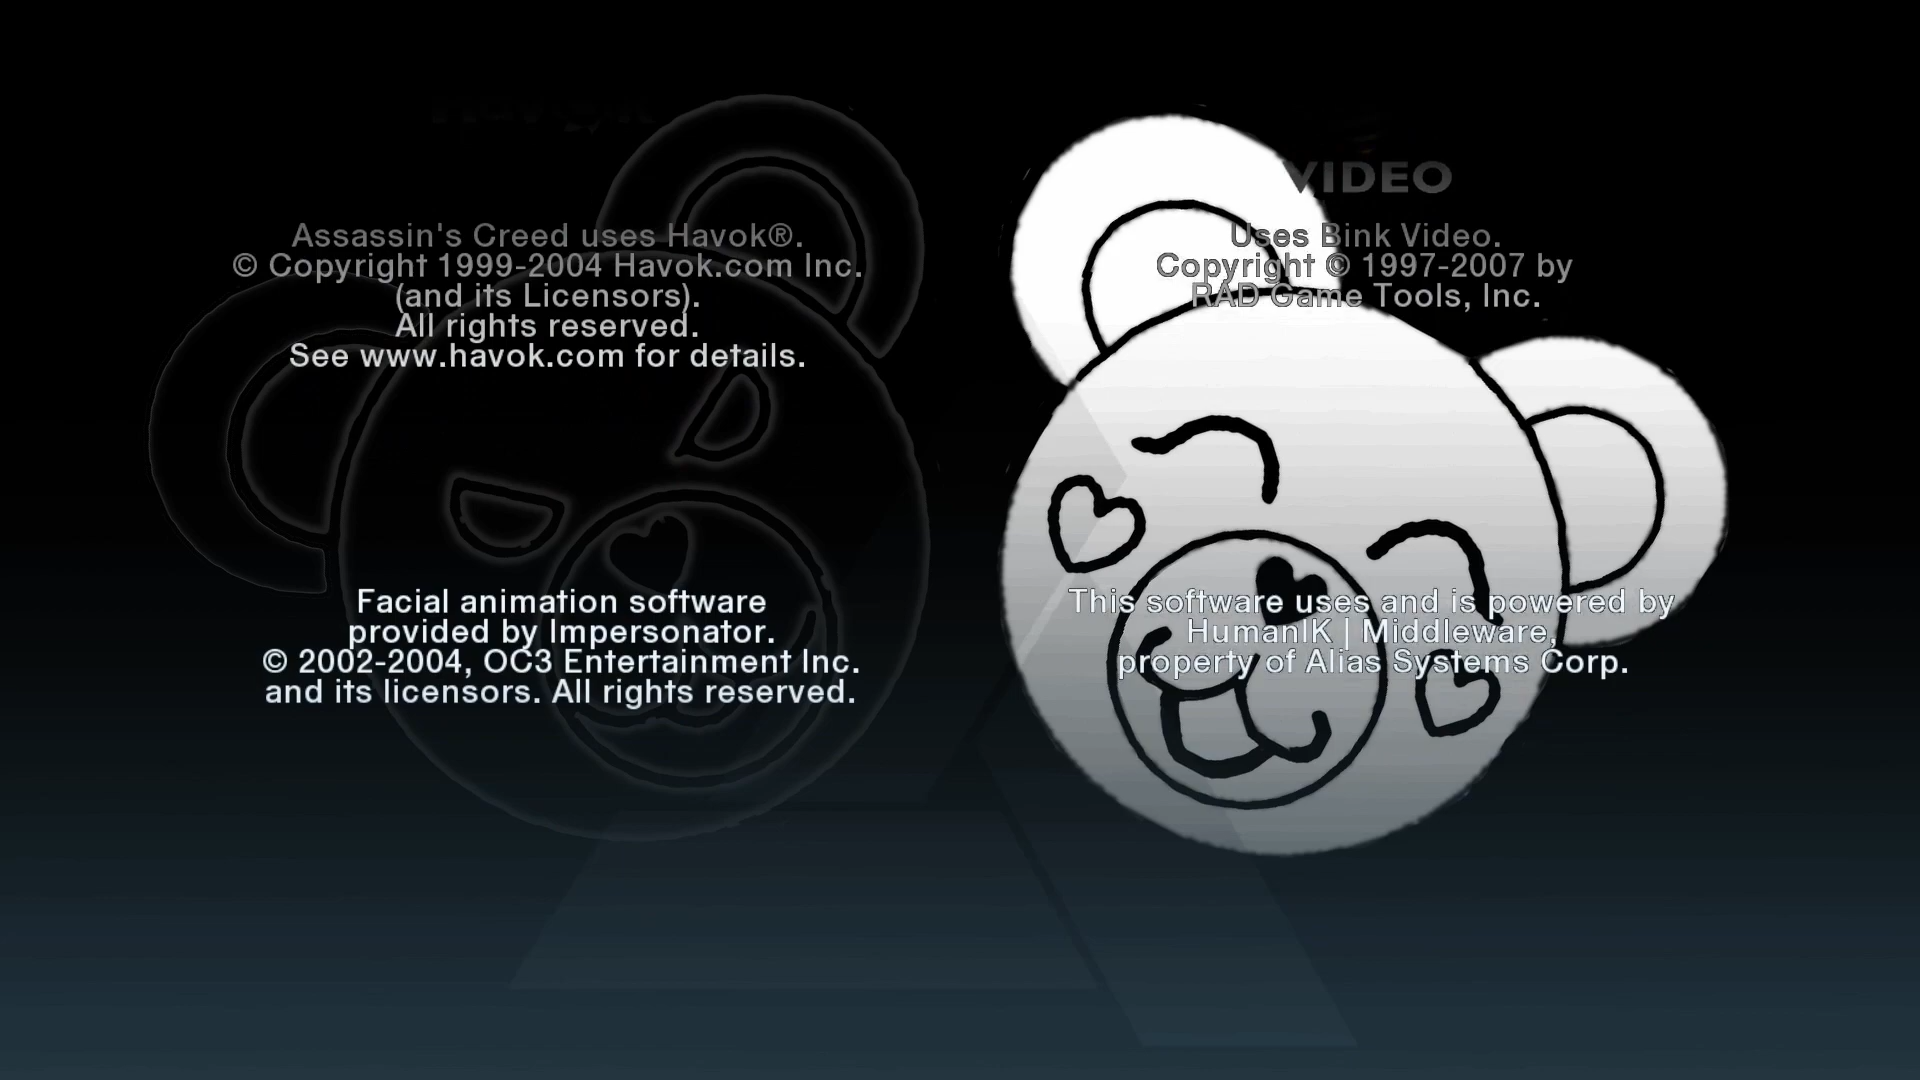 Assassin's Creed uses Havok®.
© Copyright 1999-2004 Havok.com Inc.
(and its Licensors).
All rights reserved.
See www.havok.com for details.
VIDEO
Uses Bink Video.
Copyright © 1997-2007 by
RAD Game Tools, Inc.
Facial animation software
provided by Impersonator.
© 2002-2004, OC3 Entertainment Inc.
and its licensors. All rights reserved.
This software uses and is powered by
HumanIK | Middleware,
property of Alias Systems Corp.